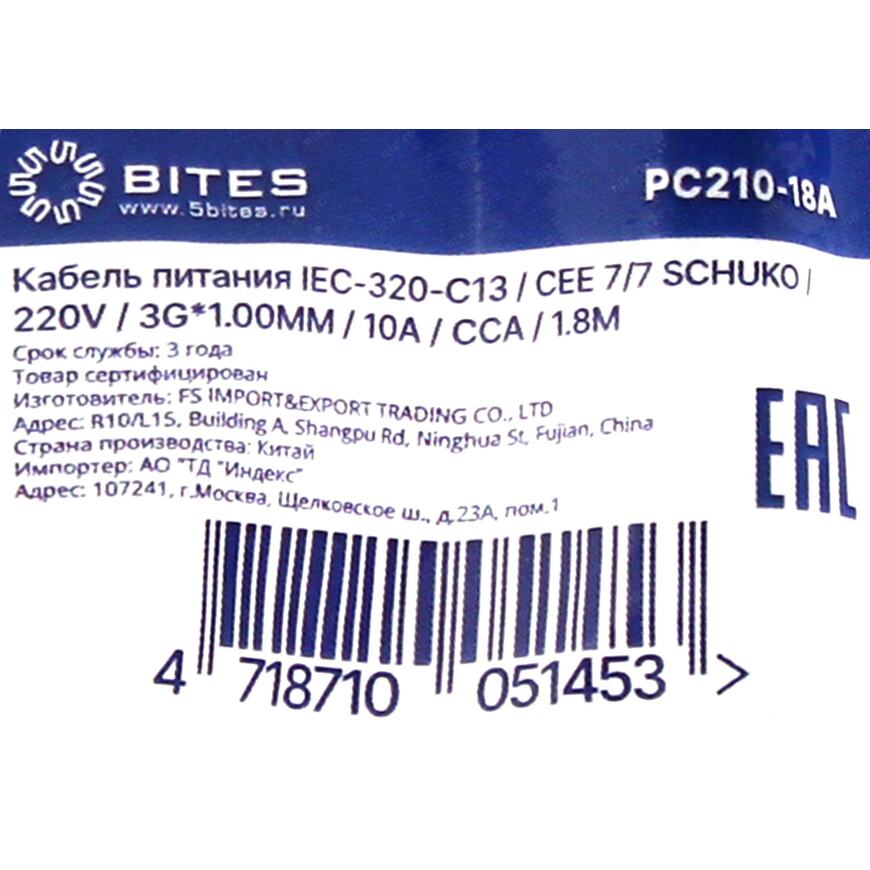 BITES
www.5bites.ru
PC210-18A
Кабель питания IEC-320-C13 / CEE 7/7 SCHUKO /
220V / 3G*1.00MM / 10A / CCA / 1.8M
Срок службы: 3 года
Товар сертифицирован
Изготовитель: FS IMPORT&EXPORT TRADING CO., LTD
Адрес: R10/L15, Building A, Shangpu Rd, Ninghua St, Fujian, China
Страна производства: Китай
Импортер: АО "ТД "Индекс"
Адрес: 107241, г.Москва, Щелковское ш., д.23А, пом.1
EAC
4 718710 051453 >